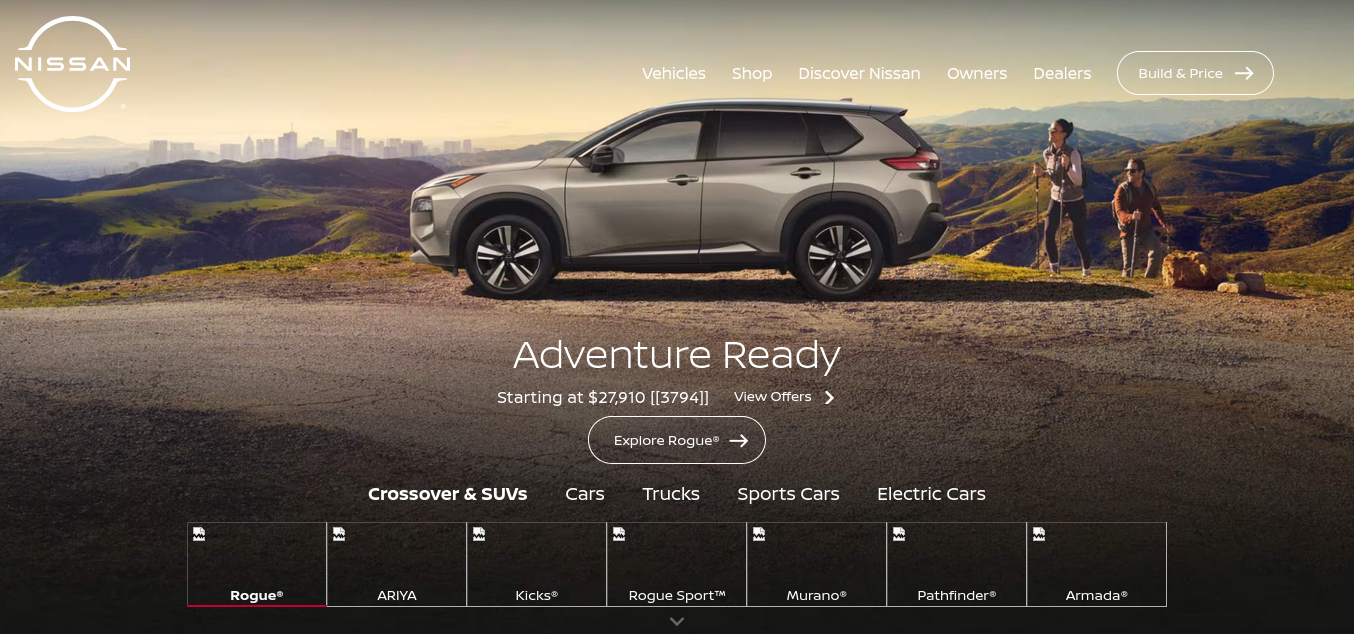 NISSAN
Vehicles Shop Discover Nissan Owners Dealers Build & Price
Adventure Ready
Starting at $27,910 [[3794]] View Offers
Explore Rogue®
Crossover & SUVs Cars Trucks Sports Cars Electric Cars
Rogue® ARIYA Kicks® Rogue Sport™ Murano® Pathfinder® Armada®